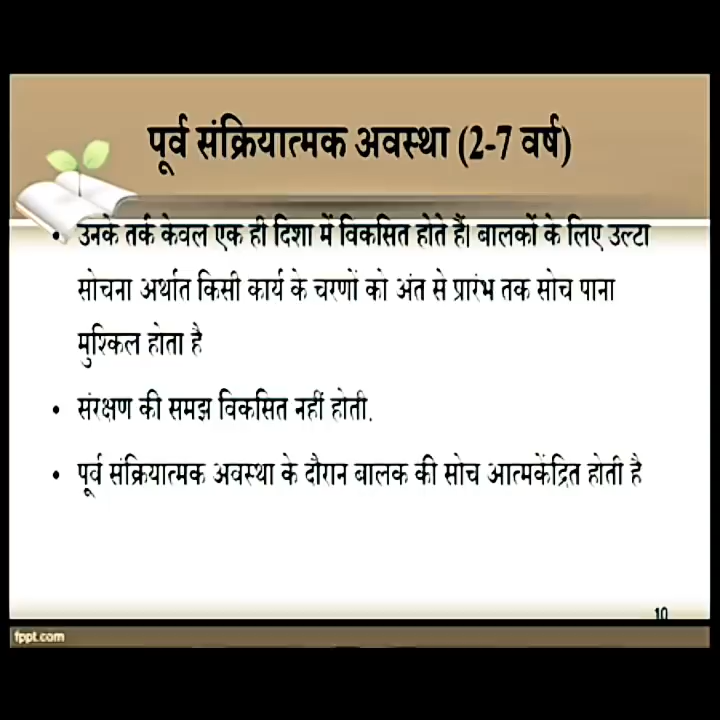 पूर्व संक्रियात्मक अवस्था (2-7 वर्ष)
• उनके तर्क केवल एक ही दिशा में विकसित होते हैं। बालकों के लिए उल्टा
सोचना अर्थात किसी कार्य के चरणों को अंत से प्रारंभ तक सोच पाना
मुश्किल होता है
• संरक्षण की समझ विकसित नहीं होती.
• पूर्व संक्रियात्मक अवस्था के दौरान बालक की सोच आत्मकेंद्रित होती है
10
fppt.com